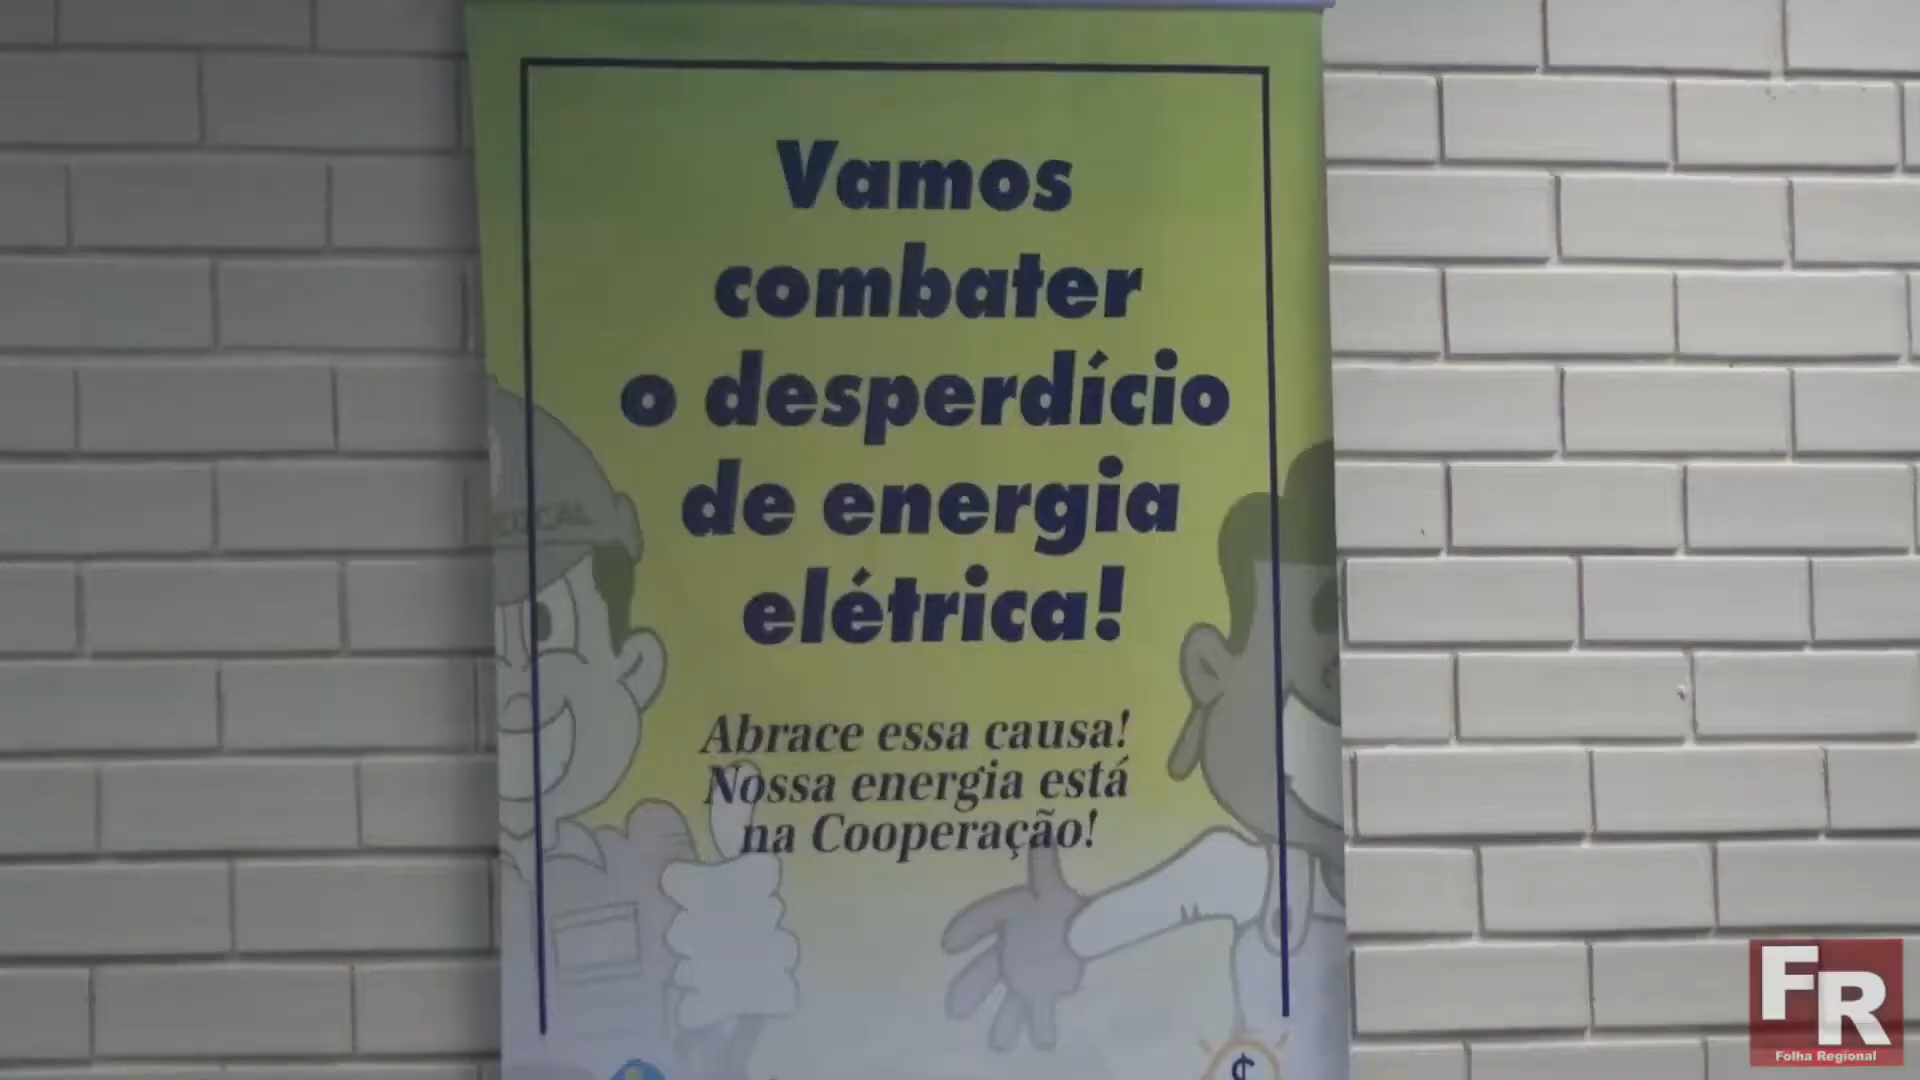 Vamos
combater
o desperdício
de energia
elétrica!
Abrace essa causa!
Nossa energia está
na Cooperação!
FR
Folha Regional